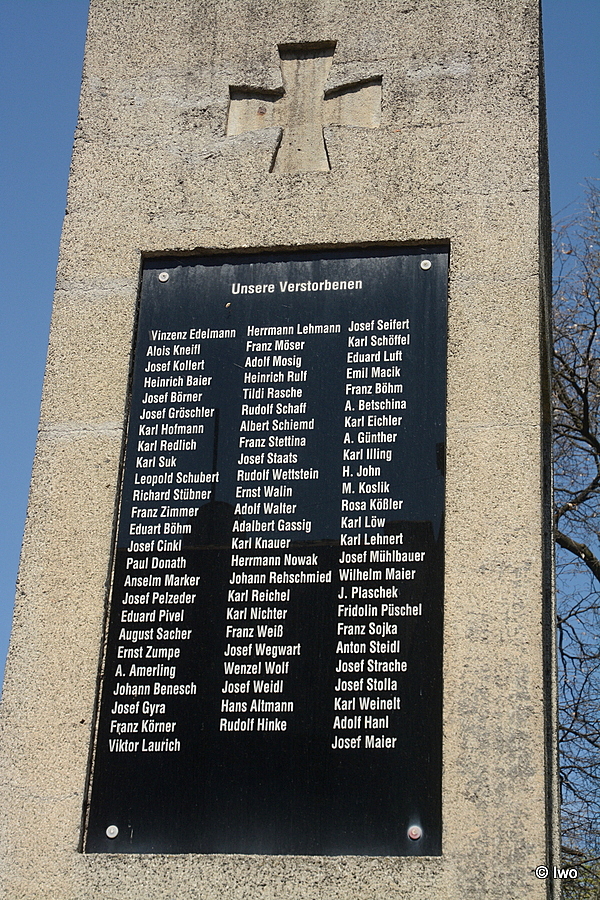 Unsere Verstorbenen
Vinzenz Edelmann
Alois Kneifl
Josef Kollert
Heinrich Baier
Josef Börner
Josef Gröschler
Karl Hofmann
Karl Redlich
Karl Suk
Leopold Schubert
Richard Stübner
Franz Zimmer
Eduart Böhm
Josef Cinkl
Paul Donath
Anselm Marker
Josef Pelzeder
Eduard Pivel
August Sacher
Ernst Zumpe
A. Amerling
Johann Benesch
Josef Gyra
Franz Körner
Viktor Laurich
Herrmann Lehmann
Franz Möser
Adolf Mosig
Heinrich Rulf
Tildi Rasche
Rudolf Schaff
Albert Schiemd
Franz Stettina
Josef Staats
Rudolf Wettstein
Ernst Walin
Adolf Walter
Adalbert Gassig
Karl Knauer
Herrmann Nowak
Johann Rehschmied
Karl Reichel
Karl Nichter
Franz Weiß
Josef Wegwart
Wenzel Wolf
Josef Weidl
Hans Altmann
Rudolf Hinke
Josef Seifert
Karl Schöffel
Eduard Luft
Emil Macik
Franz Böhm
A. Betschina
Karl Eichler
A. Günther
Karl Illing
H. John
M. Koslik
Rosa Kößler
Karl Löw
Karl Lehnert
Josef Mühlbauer
Wilhelm Maier
J. Plaschek
Fridolin Püschel
Franz Sojka
Anton Steidl
Josef Strache
Josef Stolla
Karl Weinelt
Adolf Hanl
Josef Maier
© Iwo